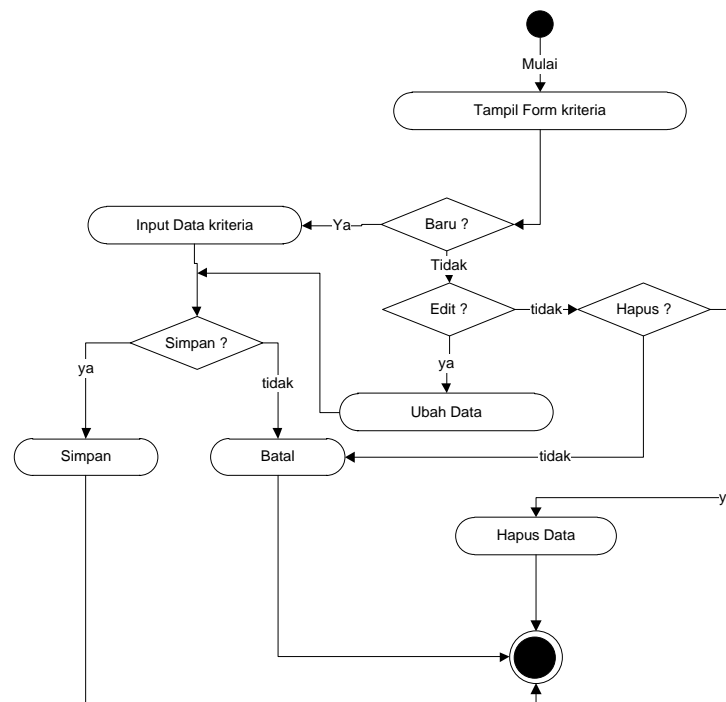 Mulai
Tampil Form kriteria
Input Data kriteria
Ya
Baru ?
Tidak
Edit ?
tidak
Hapus ?
Simpan ?
ya
tidak
ya
Ubah Data
Simpan
Batal
tidak
Hapus Data